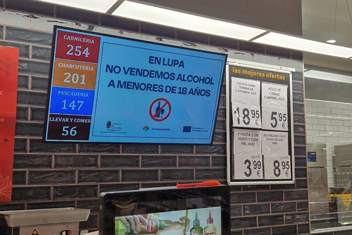 CARNICERÍA
254
CHARCUTERÍA
201
PESCADERÍA
147
LLEVAR Y COMER
56
EN LUPA
NO VENDEMOS ALCOHOL
A MENORES DE 18 AÑOS
las mejores ofertas
18'95
5'95
3'99
8'95